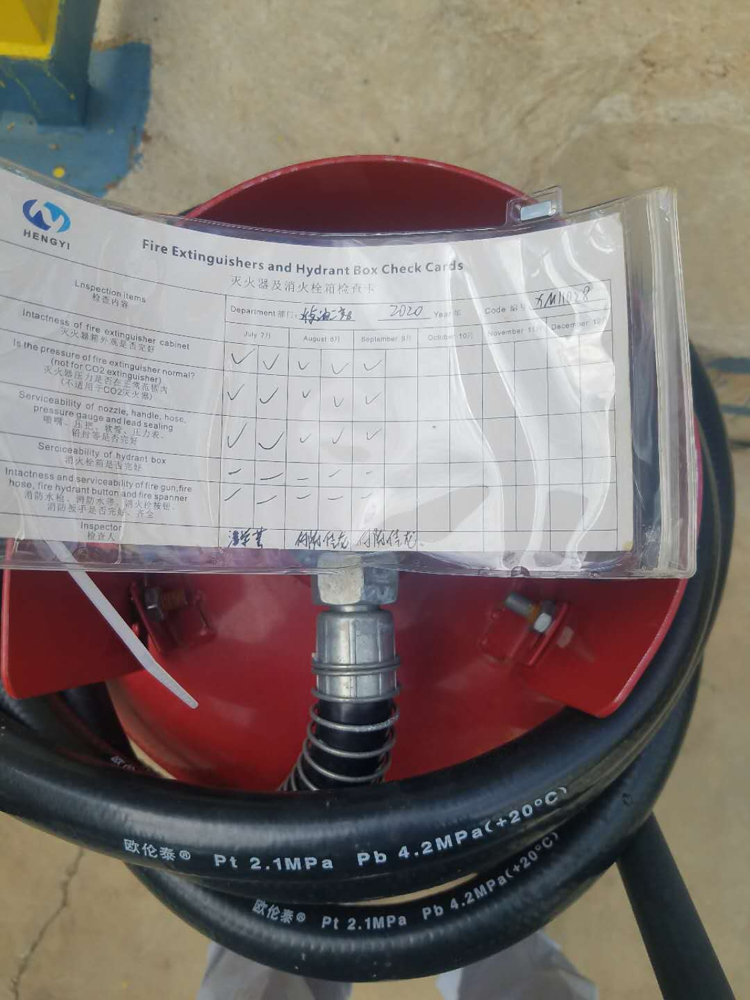 HENGYI
Fire Extinguishers and Hydrant Box Check Cards
灭火器及消火栓箱检查卡
Lnspection items
检查内容
Department 部门: 2020 Year 年 Code 编号 XM11028
July 7月 August 8月 September 9月 October 10月 November 11月 December 12月
Intactness of fire extinguisher cabinet
灭火器箱外观是否完好
Is the pressure of fire extinguisher normal?
(not for CO2 extinguisher)
灭火器压力是否在正常范围内
(不适用于CO2灭火器)
Serviceability of nozzle, handle, hose,
pressure gauge and lead sealing
喷嘴、压把、软管、压力表、
铅封等是否完好
Serciceability of hydrant box
消火栓箱是否完好
Intactness and serviceability of fire gun,fire
hose, fire hydrant button and fire spanner
消防水枪、消防水带、消火栓按钮、
消防扳手是否完好、齐全
Inspector
检查人
欧伦泰® Pt 2.1MPa Pb 4.2MPa(+20°C)
欧伦泰® Pt 2.1MPa Pb 4.2MPa(+20°C)